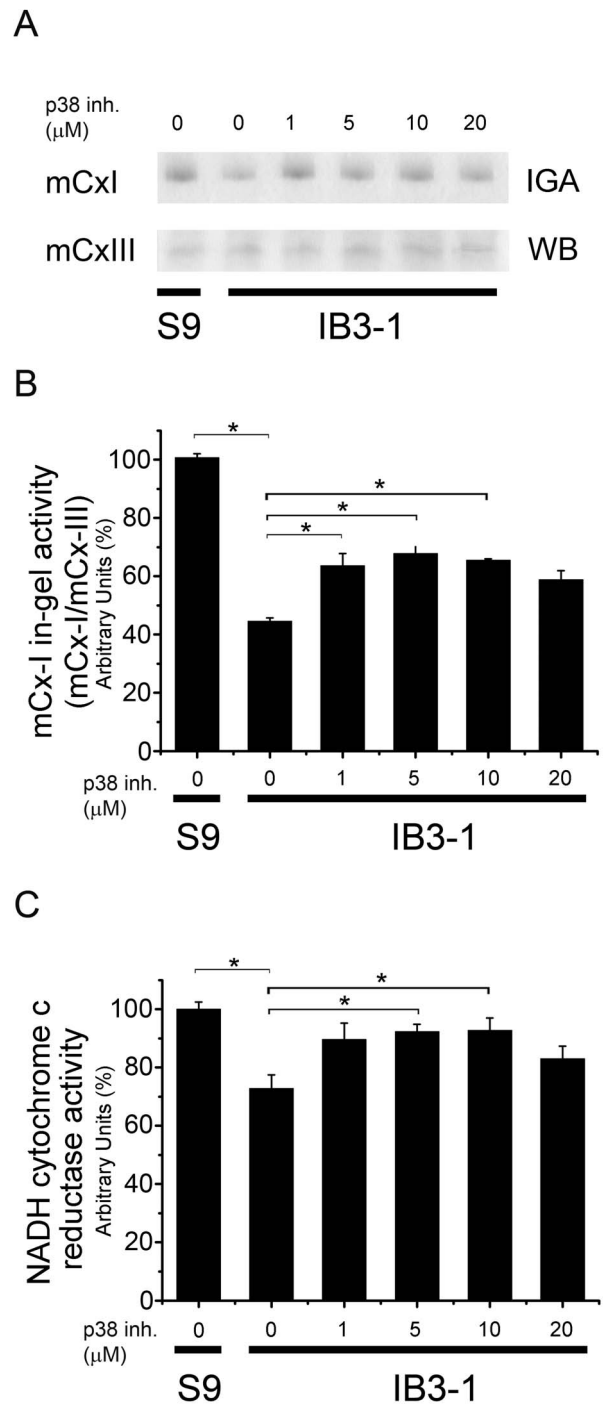 A
p38 inh.
(μM)
0 0 1 5 10 20
mCxI IGA
mCxIII WB
S9 IB3-1
B
mCx-I in-gel activity
(mCx-I/mCx-III)
Arbitrary Units (%)
100
80
60
40
20
0
* * * *
p38 inh.
(μM)
0 0 1 5 10 20
S9 IB3-1
C
NADH cytochrome c
reductase activity
Arbitrary Units (%)
100
80
60
40
20
0
* * *
p38 inh.
(μM)
0 0 1 5 10 20
S9 IB3-1